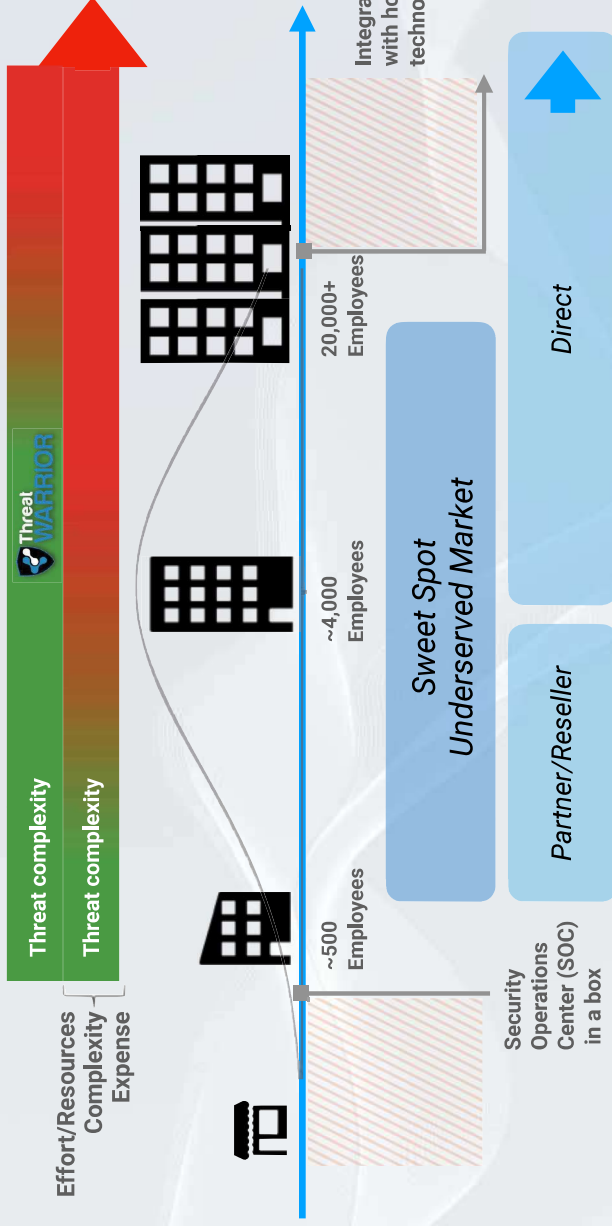 Threat
WARRIOR
Threat complexity
Threat complexity
Effort/Resources
Complexity
Expense
~500
Employees
~4,000
Employees
20,000+
Employees
Sweet Spot
Underserved Market
Partner/Reseller
Direct
Security
Operations
Center (SOC)
in a box
with